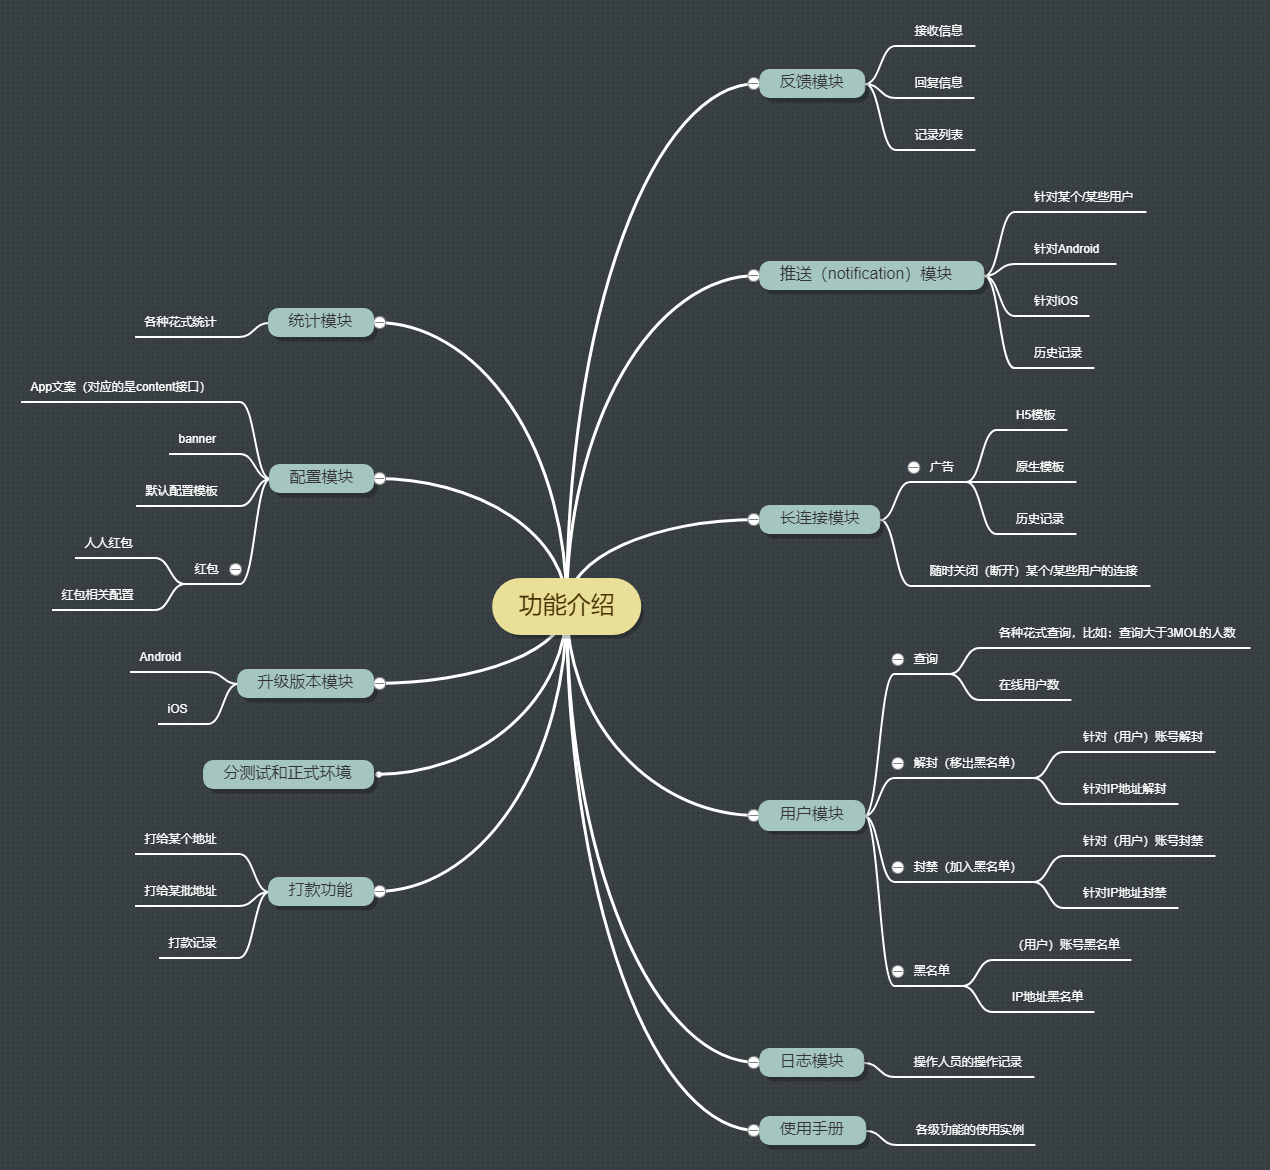 功能介绍
反馈模块
接收信息
回复信息
记录列表
推送（notification）模块
针对某个/某些用户
针对Android
针对iOS
历史记录
长连接模块
广告
H5模板
原生模板
历史记录
随时关闭（断开）某个/某些用户的连接
用户模块
查询
各种花式查询，比如：查询大于3MOL的人数
在线用户数
解封（移出黑名单）
针对（用户）账号解封
针对IP地址解封
封禁（加入黑名单）
针对（用户）账号封禁
针对IP地址封禁
黑名单
（用户）账号黑名单
IP地址黑名单
日志模块
操作人员的操作记录
使用手册
各级功能的使用实例
统计模块
各种花式统计
配置模块
App文案（对应的是content接口）
banner
默认配置模板
红包
人人红包
红包相关配置
升级版本模块
Android
iOS
分测试和正式环境
打款功能
打给某个地址
打给某批地址
打款记录